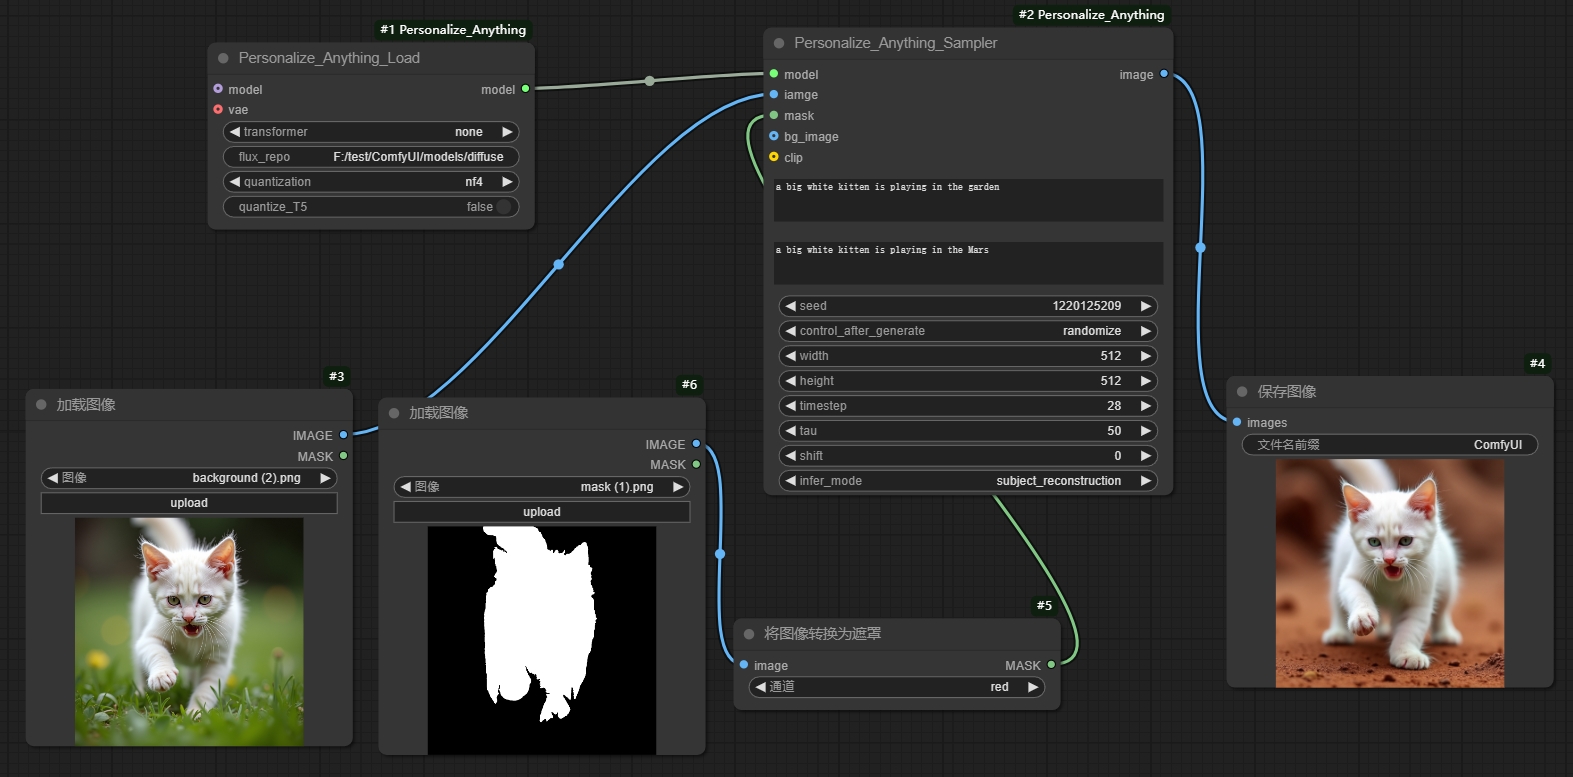 #1 Personalize_Anything
Personalize_Anything_Load
model
model
vae
transformer none
flux_repo F:/test/ComfyUI/models/diffuse
quantization nf4
quantize_T5 false
#2 Personalize_Anything
Personalize_Anything_Sampler
model
image
iamge
mask
bg_image
clip
a big white kitten is playing in the garden
a big white kitten is playing in the Mars
seed 1220125209
control_after_generate randomize
width 512
height 512
timestep 28
tau 50
shift 0
infer_mode subject_reconstruction
#3
加载图像
IMAGE
MASK
图像 background (2).png
upload
#6
加载图像
IMAGE
MASK
图像 mask (1).png
upload
#5
将图像转换为遮罩
image
MASK
通道 red
#4
保存图像
images
文件名前缀 ComfyUI